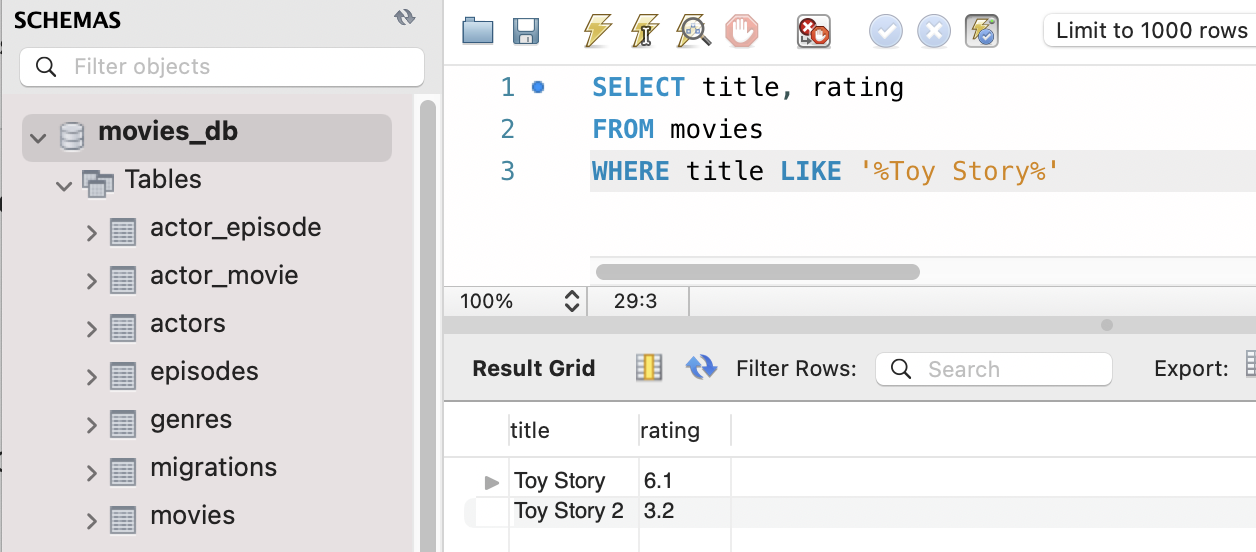 SCHEMAS
Filter objects
movies_db
Tables
actor_episode
actor_movie
actors
episodes
genres
migrations
movies
Limit to 1000 rows
1 SELECT title, rating
2 FROM movies
3 WHERE title LIKE '%Toy Story%'
100% 29:3
Result Grid Filter Rows: Search Export:
title rating
Toy Story 6.1
Toy Story 2 3.2